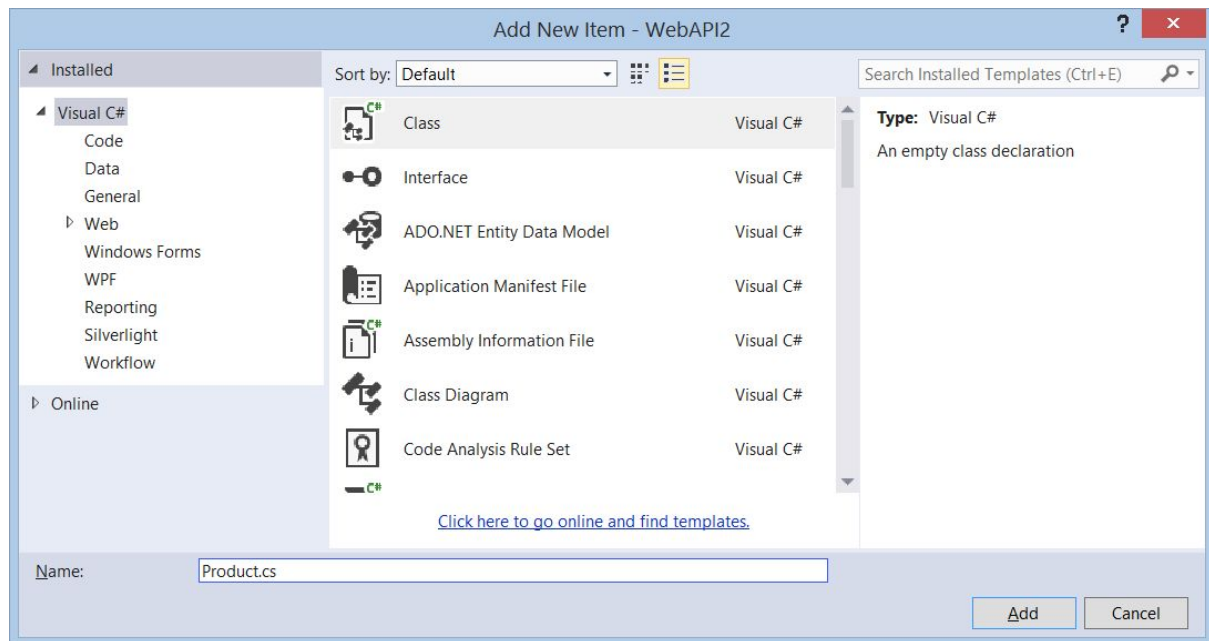 Add New Item - WebAPI2
?
×
Installed
Sort by: Default
Search Installed Templates (Ctrl+E)
Visual C#
Code
Data
General
Web
Windows Forms
WPF
Reporting
Silverlight
Workflow
Online
C#
Class Visual C#
Interface Visual C#
ADO.NET Entity Data Model Visual C#
Application Manifest File Visual C#
C#
Assembly Information File Visual C#
Class Diagram Visual C#
Code Analysis Rule Set Visual C#
C#
Click here to go online and find templates.
Type: Visual C#
An empty class declaration
Name: Product.cs
Add Cancel